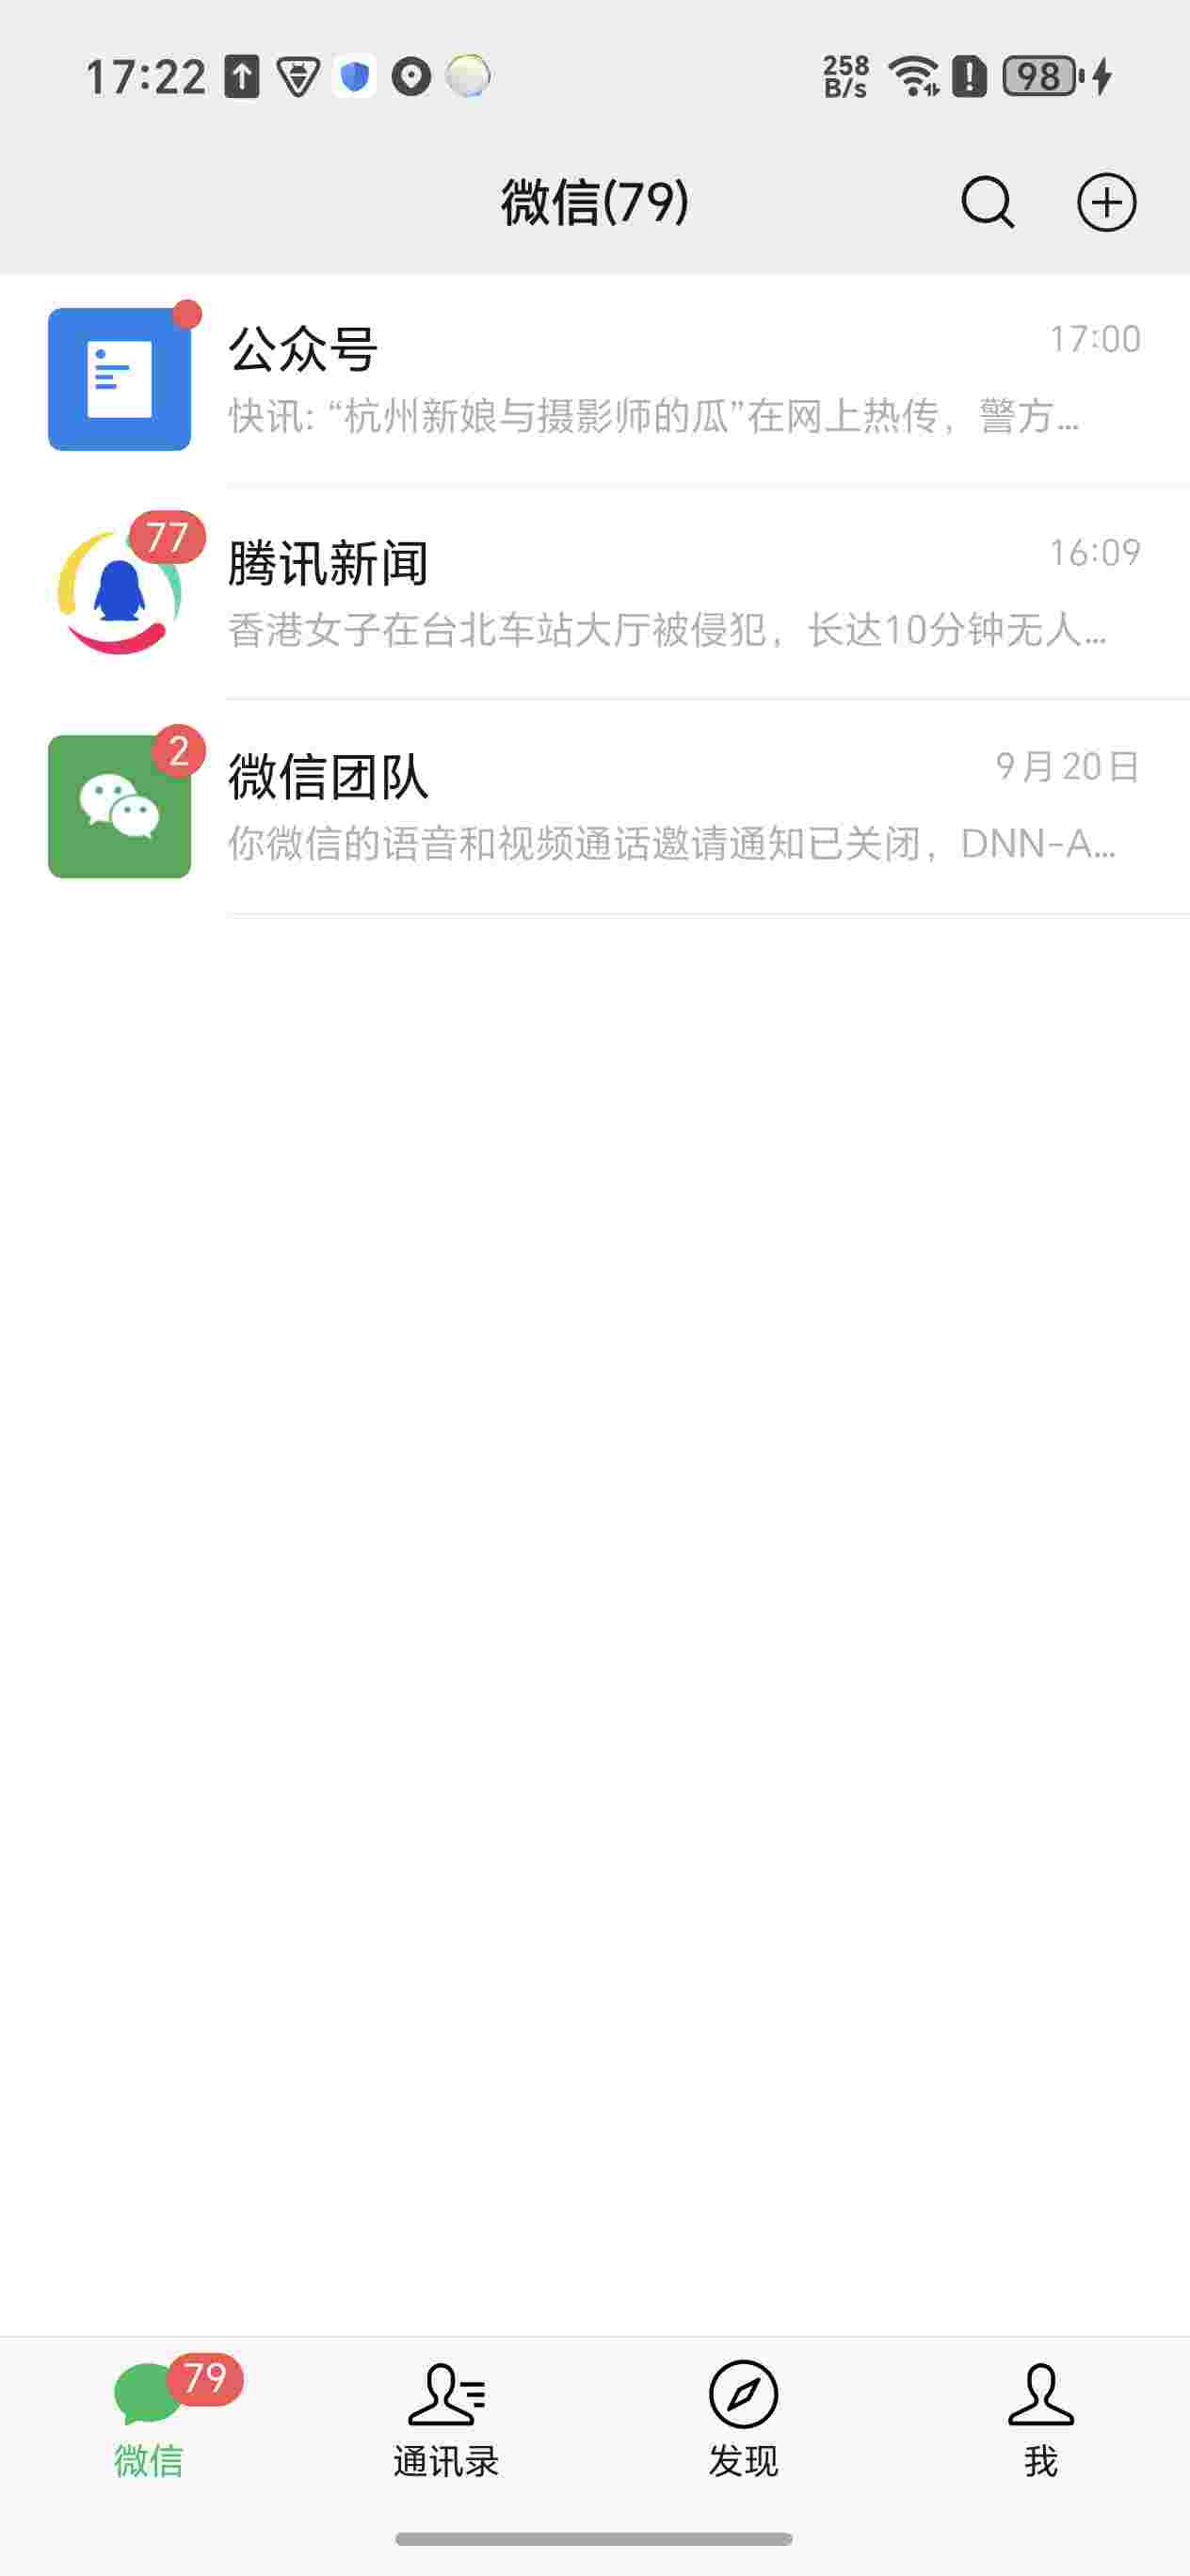 17:22
258 B/s
98
微信(79)
公众号
17:00
快讯: “杭州新娘与摄影师的瓜”在网上热传，警方...
77
腾讯新闻
16:09
香港女子在台北车站大厅被侵犯，长达10分钟无人...
2
微信团队
9月20日
你微信的语音和视频通话邀请通知已关闭，DNN-A...
79
微信
通讯录
发现
我